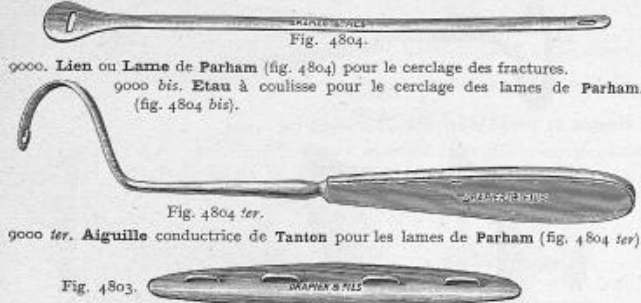 DRAPIER & FILS
Fig. 4804.
9000. Lien ou Lame de Parham (fig. 4804) pour le cerclage des fractures.
9000 bis. Etau à coulisse pour le cerclage des lames de Parham.
(fig. 4804 bis).
DRAPIER & FILS
Fig. 4804 ter.
9000 ter. Aiguille conductrice de Tanton pour les lames de Parham (fig. 4804 ter)
Fig. 4803.
DRAPIER & FILS